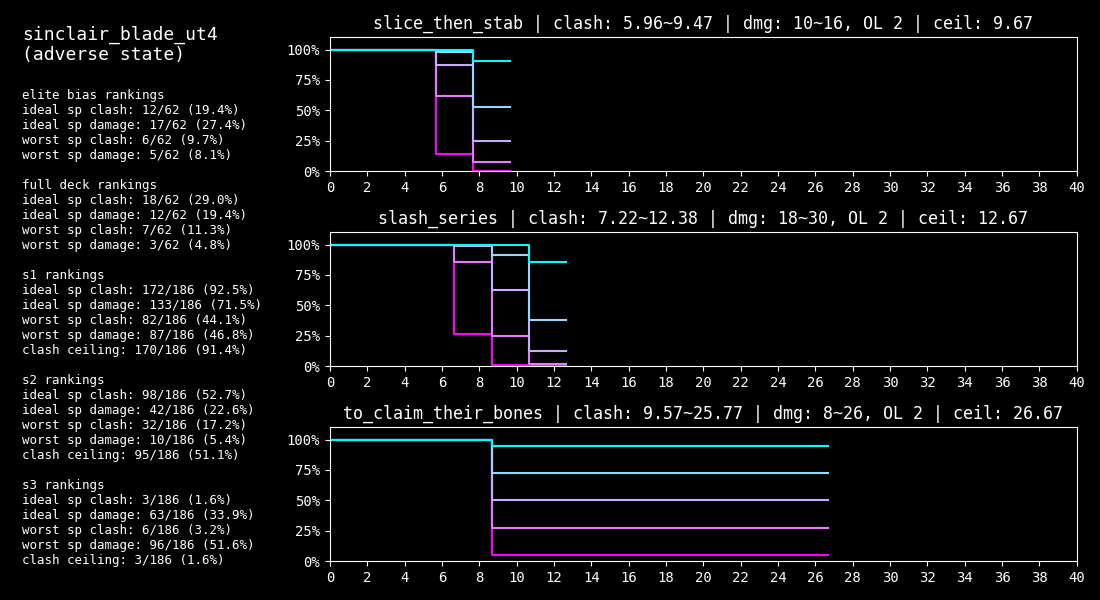 sinclair_blade_ut4
(adverse state)
elite bias rankings
ideal sp clash: 12/62 (19.4%)
ideal sp damage: 17/62 (27.4%)
worst sp clash: 6/62 (9.7%)
worst sp damage: 5/62 (8.1%)
full deck rankings
ideal sp clash: 18/62 (29.0%)
ideal sp damage: 12/62 (19.4%)
worst sp clash: 7/62 (11.3%)
worst sp damage: 3/62 (4.8%)
s1 rankings
ideal sp clash: 172/186 (92.5%)
ideal sp damage: 133/186 (71.5%)
worst sp clash: 82/186 (44.1%)
worst sp damage: 87/186 (46.8%)
clash ceiling: 170/186 (91.4%)
s2 rankings
ideal sp clash: 98/186 (52.7%)
ideal sp damage: 42/186 (22.6%)
worst sp clash: 32/186 (17.2%)
worst sp damage: 10/186 (5.4%)
clash ceiling: 95/186 (51.1%)
s3 rankings
ideal sp clash: 3/186 (1.6%)
ideal sp damage: 63/186 (33.9%)
worst sp clash: 6/186 (3.2%)
worst sp damage: 96/186 (51.6%)
clash ceiling: 3/186 (1.6%)
slice_then_stab | clash: 5.96~9.47 | dmg: 10~16, OL 2 | ceil: 9.67
100%
75%
50%
25%
0%
0 2 4 6 8 10 12 14 16 18 20 22 24 26 28 30 32 34 36 38 40
slash_series | clash: 7.22~12.38 | dmg: 18~30, OL 2 | ceil: 12.67
100%
75%
50%
25%
0%
0 2 4 6 8 10 12 14 16 18 20 22 24 26 28 30 32 34 36 38 40
to_claim_their_bones | clash: 9.57~25.77 | dmg: 8~26, OL 2 | ceil: 26.67
100%
75%
50%
25%
0%
0 2 4 6 8 10 12 14 16 18 20 22 24 26 28 30 32 34 36 38 40